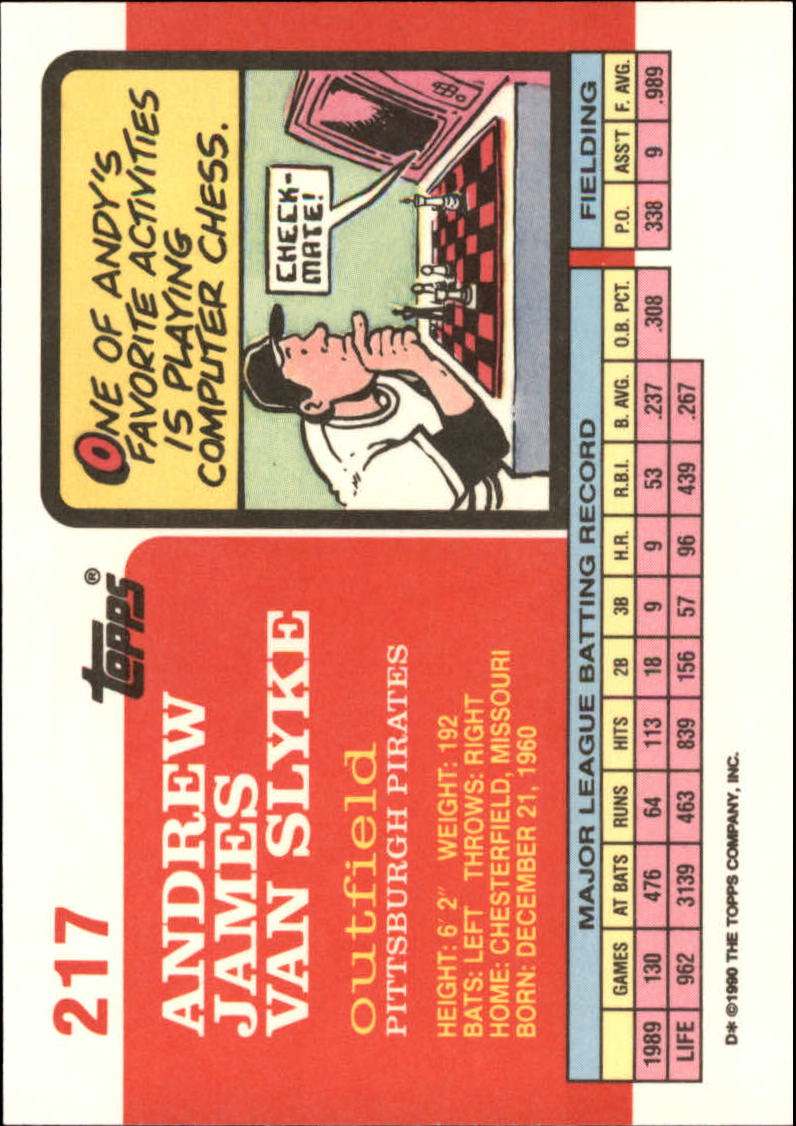 217
topps®
ANDREW
JAMES
VAN SLYKE
outfield
PITTSBURGH PIRATES
HEIGHT: 6' 2" WEIGHT: 192
BATS: LEFT THROWS: RIGHT
HOME: CHESTERFIELD, MISSOURI
BORN: DECEMBER 21, 1960
ONE OF ANDY'S
FAVORITE ACTIVITIES
IS PLAYING
COMPUTER CHESS.
CHECK-
MATE!
MAJOR LEAGUE BATTING RECORD FIELDING
GAMES AT BATS RUNS HITS 2B 3B H.R. R.B.I. B. AVG. O.B. PCT. P.O. ASS'T F. AVG.
1989 130 476 64 113 18 9 9 53 .237 .308 338 9 .989
LIFE 962 3139 463 839 156 57 96 439 .267
D* ©1990 THE TOPPS COMPANY, INC.